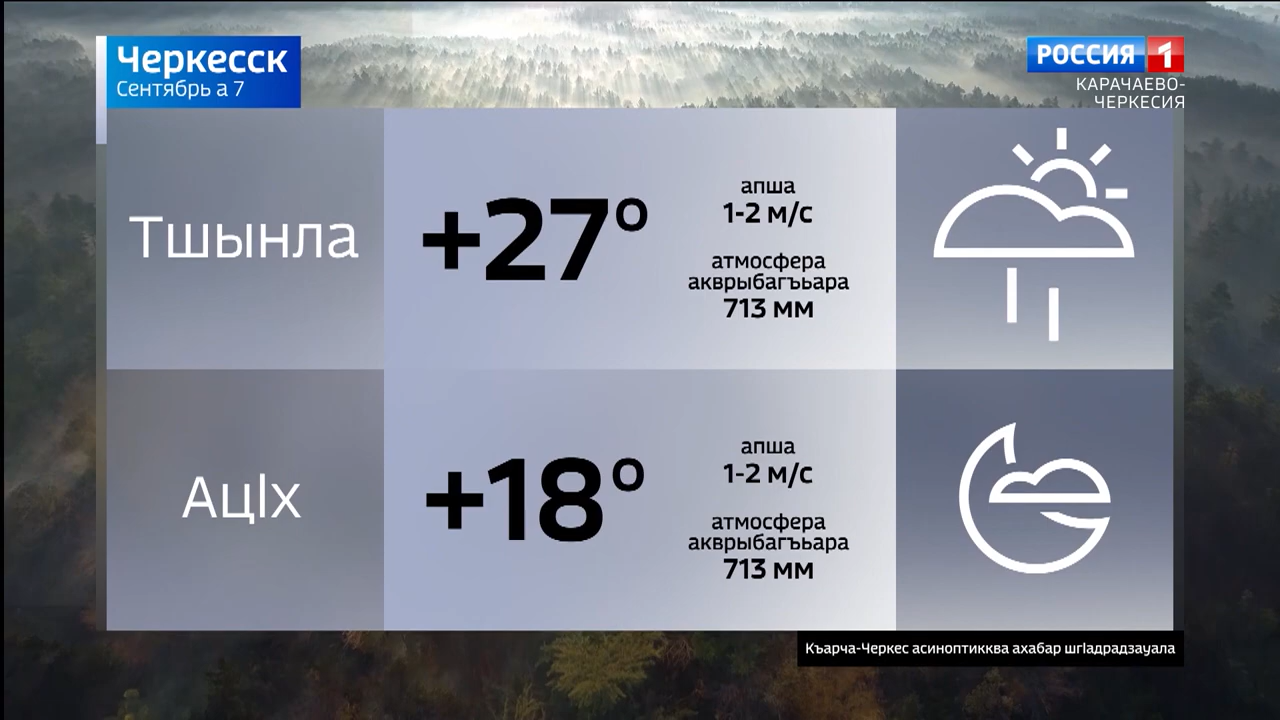 Черкесск
Сентябрь а 7
РОССИЯ 1
КАРАЧАЕВО-
ЧЕРКЕСИЯ
Тшынла
+27°
апша
1-2 м/с
атмосфера
акврыбагъьара
713 мм
АцӀх
+18°
апша
1-2 м/с
атмосфера
акврыбагъьара
713 мм
Къарча-Черкес асиноптикква ахабар шгӀадрадзауала